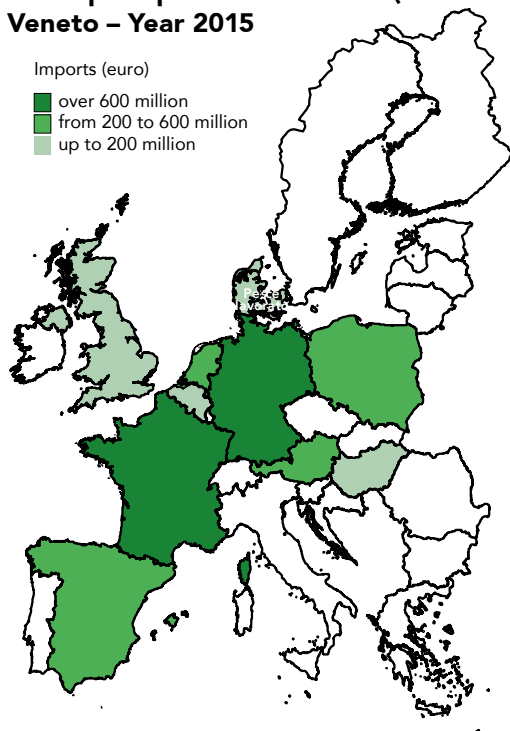 Veneto – Year 2015
Imports (euro)
over 600 million
from 200 to 600 million
up to 200 million